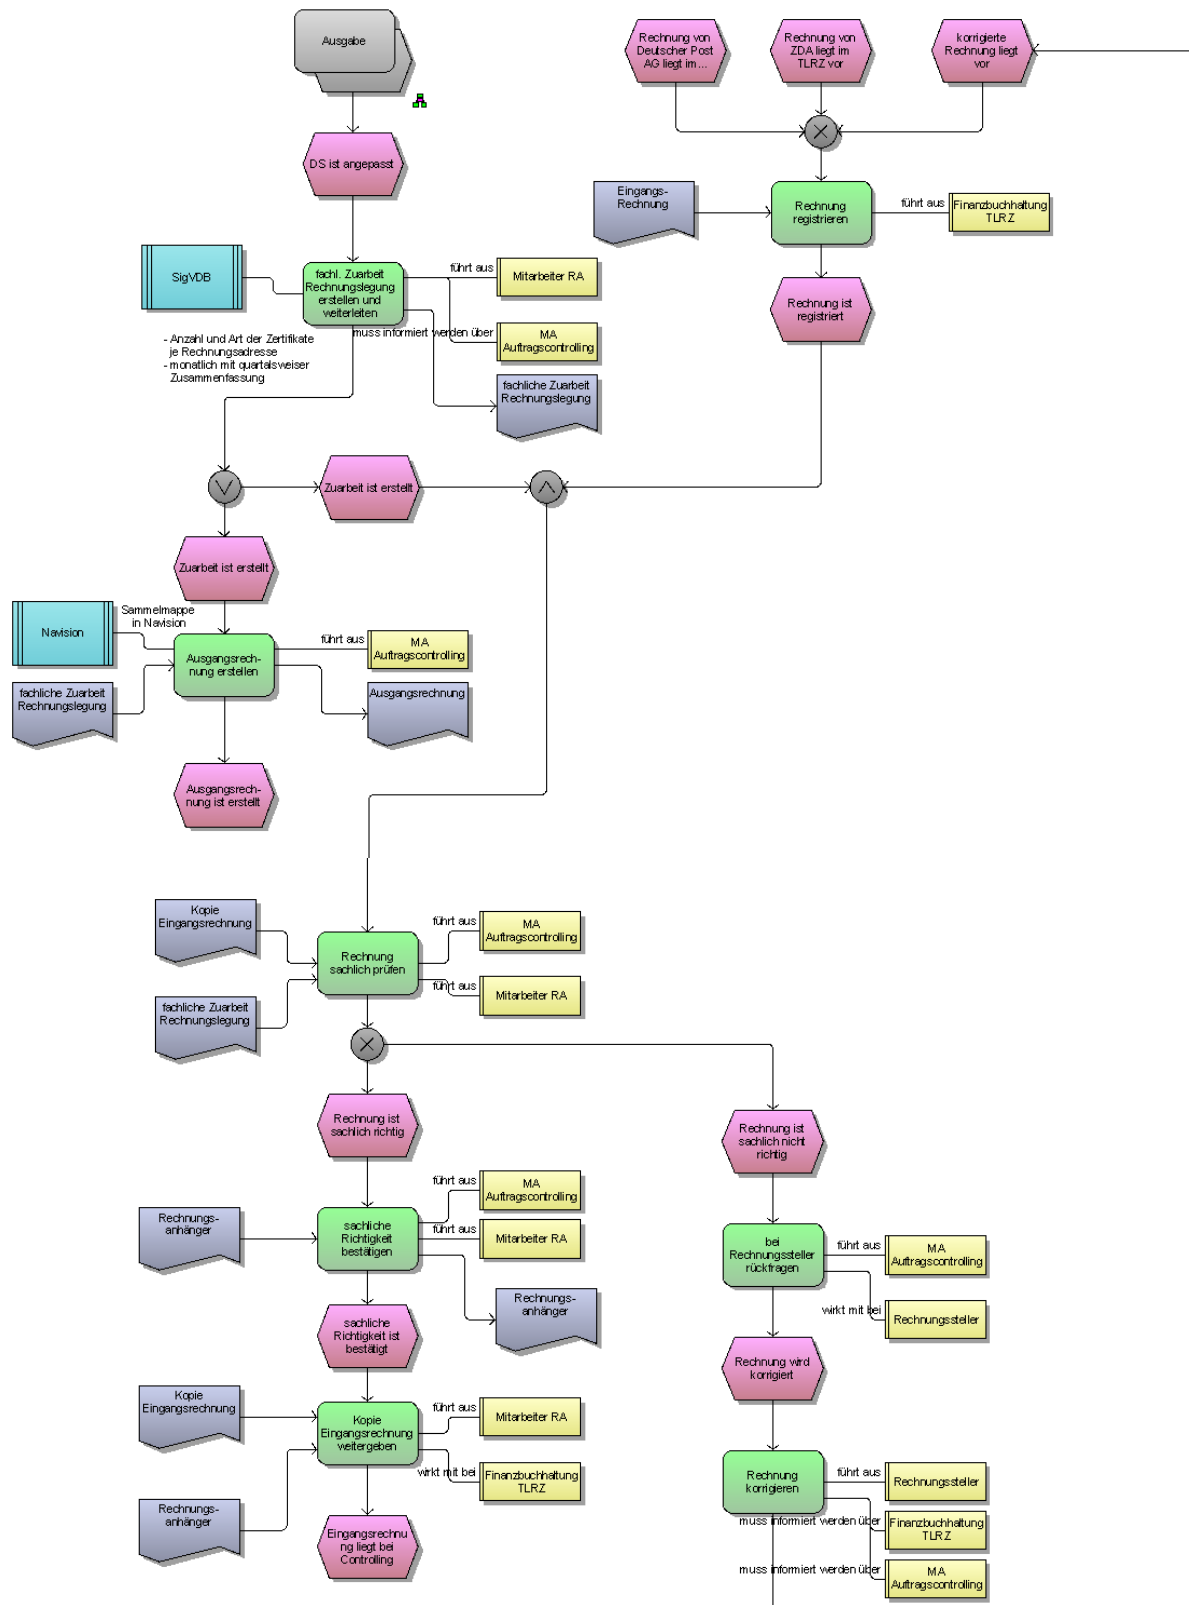 Ausgabe
Rechnung von
Deutscher Post
AG liegt im ...
Rechnung von
ZDA liegt im
TLRZ vor
korrigierte
Rechnung liegt
vor
DS ist angepasst
Eingangs-
Rechnung
Rechnung
registrieren
führt aus
Finanzbuchhaltung
TLRZ
SigVDB
fachl. Zuarbeit
Rechnungslegung
erstellen und
weiterleiten
führt aus
Mitarbeiter RA
Rechnung ist
registriert
muss informiert werden über
MA
Auftragscontrolling
- Anzahl und Art der Zertifikate
je Rechnungsadresse
- monatlich mit quartalsweiser
Zusammenfassung
fachliche Zuarbeit
Rechnungslegung
Zuarbeit ist erstellt
Zuarbeit ist erstellt
Navision
Sammelmappe
in Navision
Ausgangsrech-
nung erstellen
führt aus
MA
Auftragscontrolling
fachliche Zuarbeit
Rechnungslegung
Ausgangsrechnung
Ausgangsrech-
nung ist erstellt
Kopie
Eingangsrechnung
Rechnung
sachlich prüfen
führt aus
MA
Auftragscontrolling
führt aus
Mitarbeiter RA
fachliche Zuarbeit
Rechnungslegung
Rechnung ist
sachlich richtig
Rechnung ist
sachlich nicht
richtig
Rechnungs-
anhänger
sachliche
Richtigkeit
bestätigen
führt aus
MA
Auftragscontrolling
führt aus
Mitarbeiter RA
Rechnungs-
anhänger
bei
Rechnungssteller
rückfragen
führt aus
MA
Auftragscontrolling
wirkt mit bei
Rechnungssteller
sachliche
Richtigkeit ist
bestätigt
Rechnung wird
korrigiert
Kopie
Eingangsrechnung
Kopie
Eingangsrechnung
weitergeben
führt aus
Mitarbeiter RA
wirkt mit bei
Finanzbuchhaltung
TLRZ
Rechnungs-
anhänger
Rechnung
korrigieren
führt aus
Rechnungssteller
muss informiert werden über
Finanzbuchhaltung
TLRZ
muss informiert werden über
MA
Auftragscontrolling
Eingangsrechnu
ng liegt bei
Controlling